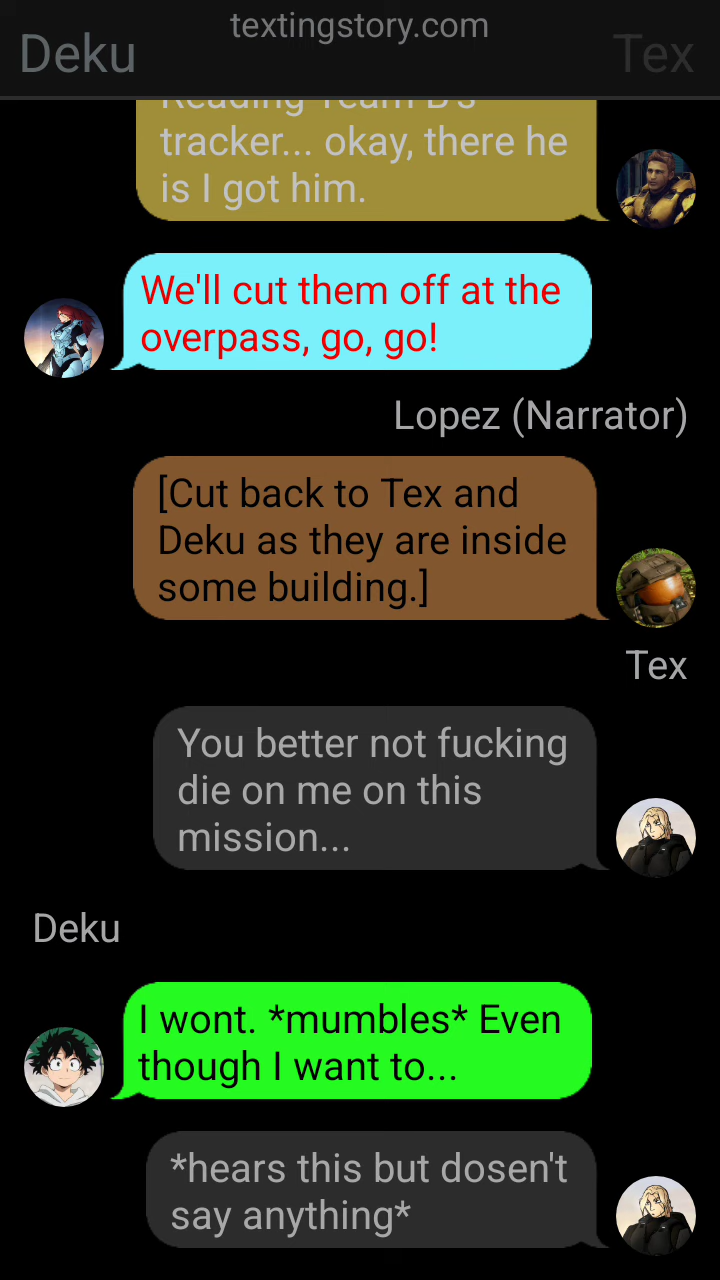 textingstory.com
Deku
Tex
Reading Team B's
tracker... okay, there he
is I got him.
We'll cut them off at the
overpass, go, go!
Lopez (Narrator)
[Cut back to Tex and
Deku as they are inside
some building.]
Tex
You better not fucking
die on me on this
mission...
Deku
I wont. *mumbles* Even
though I want to...
*hears this but dosen't
say anything*